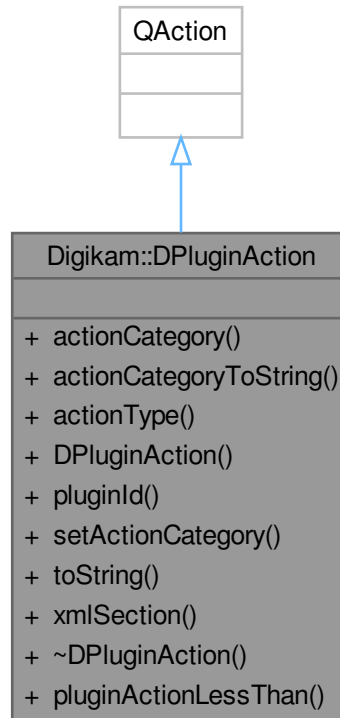 QAction
Digikam::DPluginAction
+ actionCategory()
+ actionCategoryToString()
+ actionType()
+ DPluginAction()
+ pluginId()
+ setActionCategory()
+ toString()
+ xmlSection()
+ ~DPluginAction()
+ pluginActionLessThan()